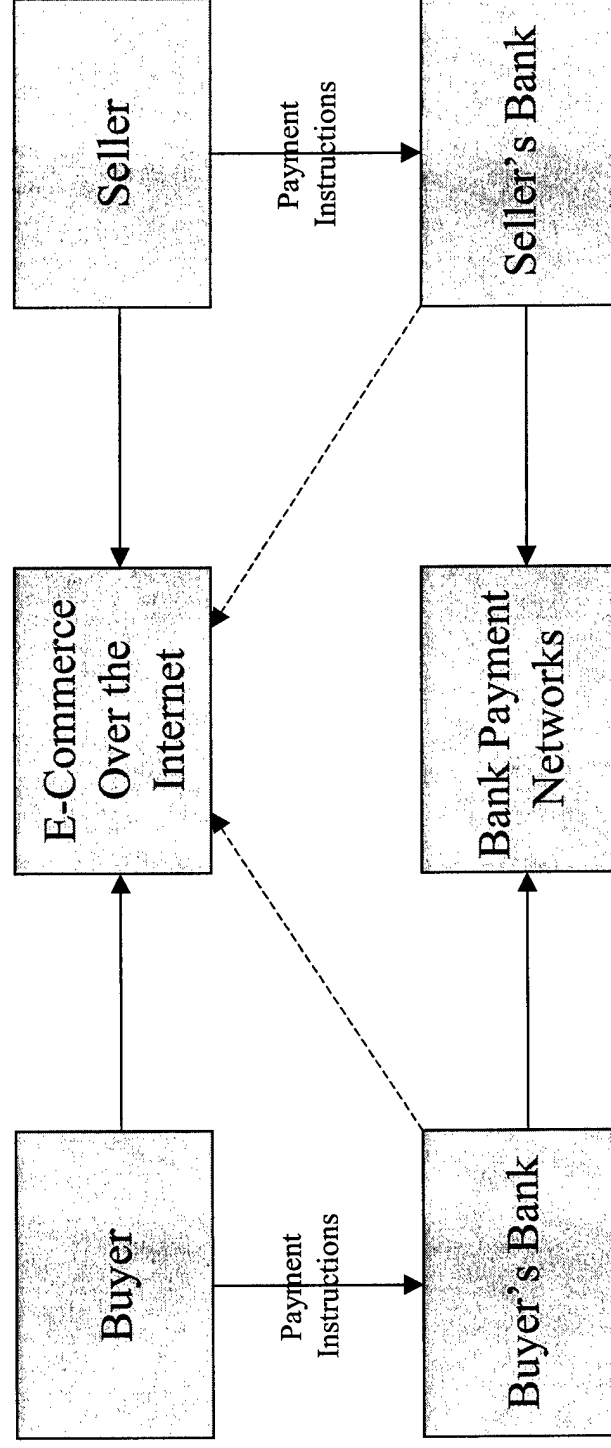 Buyer
E-Commerce
Over the
Internet
Seller
Payment
Instructions
Payment
Instructions
Buyer's Bank
Bank Payment
Networks
Seller's Bank